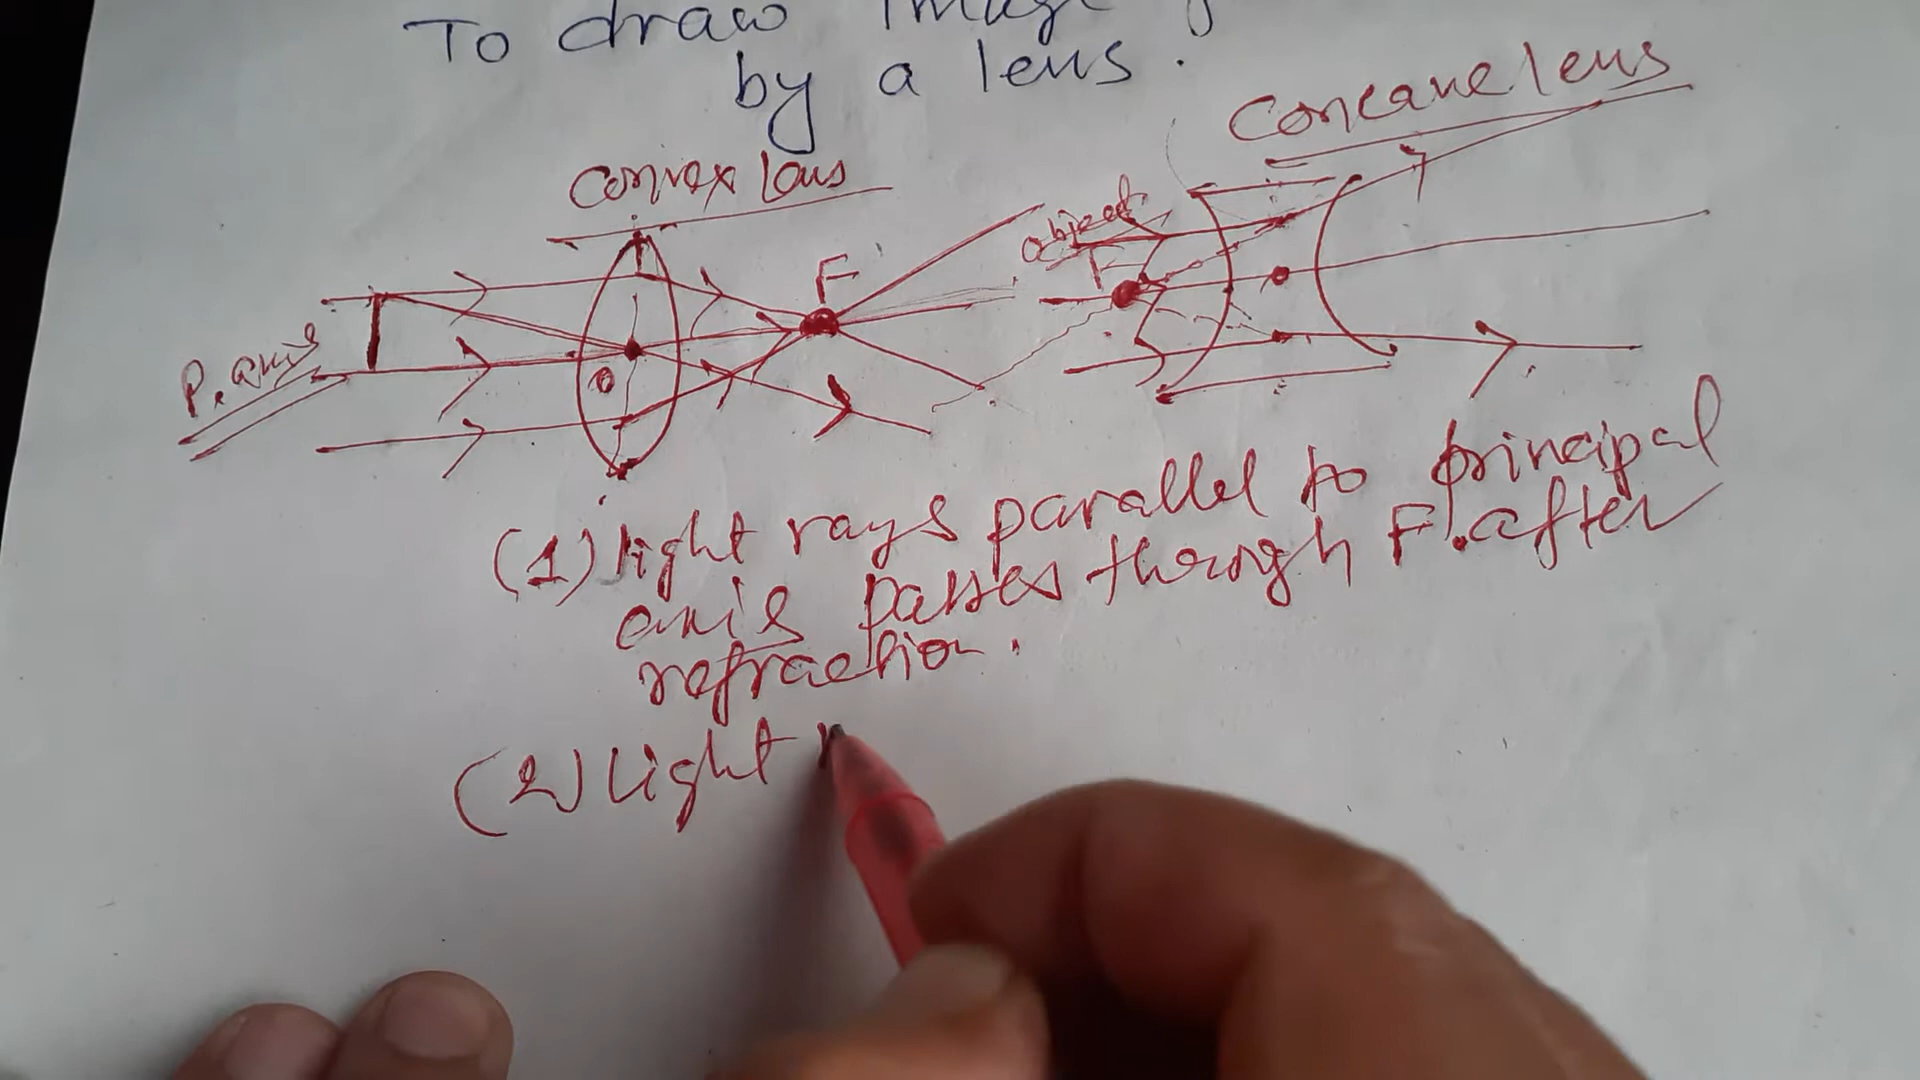 To draw image
by a lens.
Concave lens
Convex lens
object
F
F
P. axis
O
(1) light rays parallel to principal
axis passes through F. after
refraction.
(2) Light